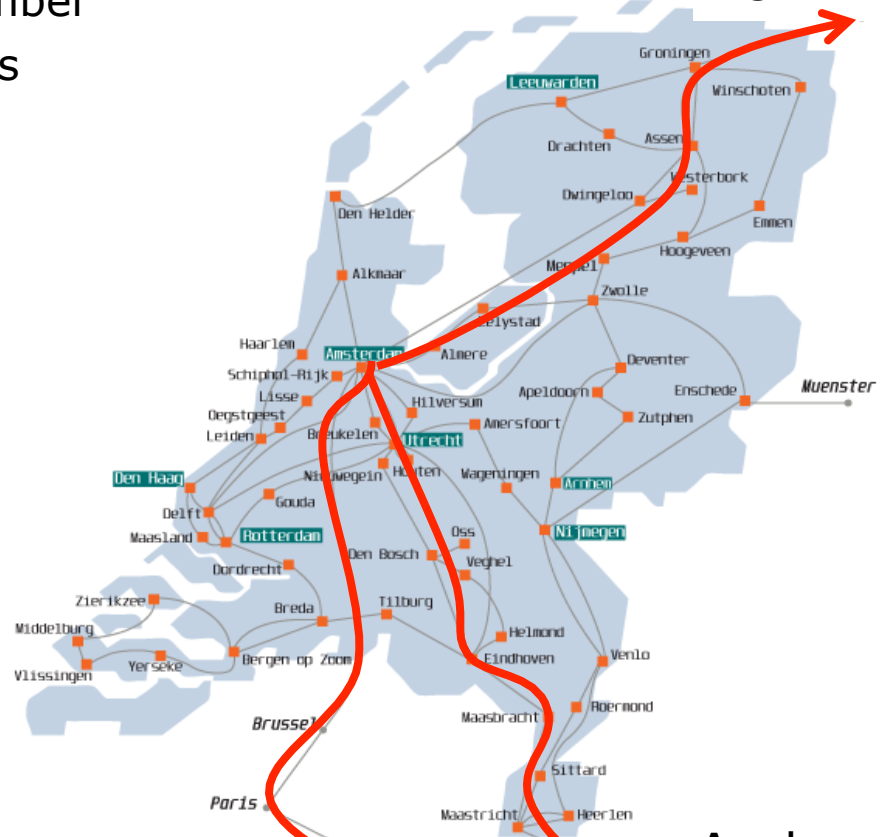 s
Groningen
Leeuwarden
Winschoten
Drachten
Assen
Westerbork
Dwingeloo
Den Helder
Emmen
Hoogeveen
Meppel
Alkmaar
Zwolle
Lelystad
Haarlem
Amsterdam
Almere
Schiphol-Rijk
Deventer
Muenster
Lisse
Apeldoorn
Enschede
Hilversum
Oegstgeest
Zutphen
Amersfoort
Leiden
Breukelen
Utrecht
Den Haag
Nieuwegein
Houten
Wageningen
Arnhem
Gouda
Delft
Maasland
Rotterdam
Oss
Nijmegen
Den Bosch
Veghel
Dordrecht
Zierikzee
Breda
Tilburg
Middelburg
Helmond
Venlo
Vlissingen
Yerseke
Bergen op Zoom
Eindhoven
Brussel
Maasbracht
Roermond
Sittard
Paris
Maastricht
Heerlen